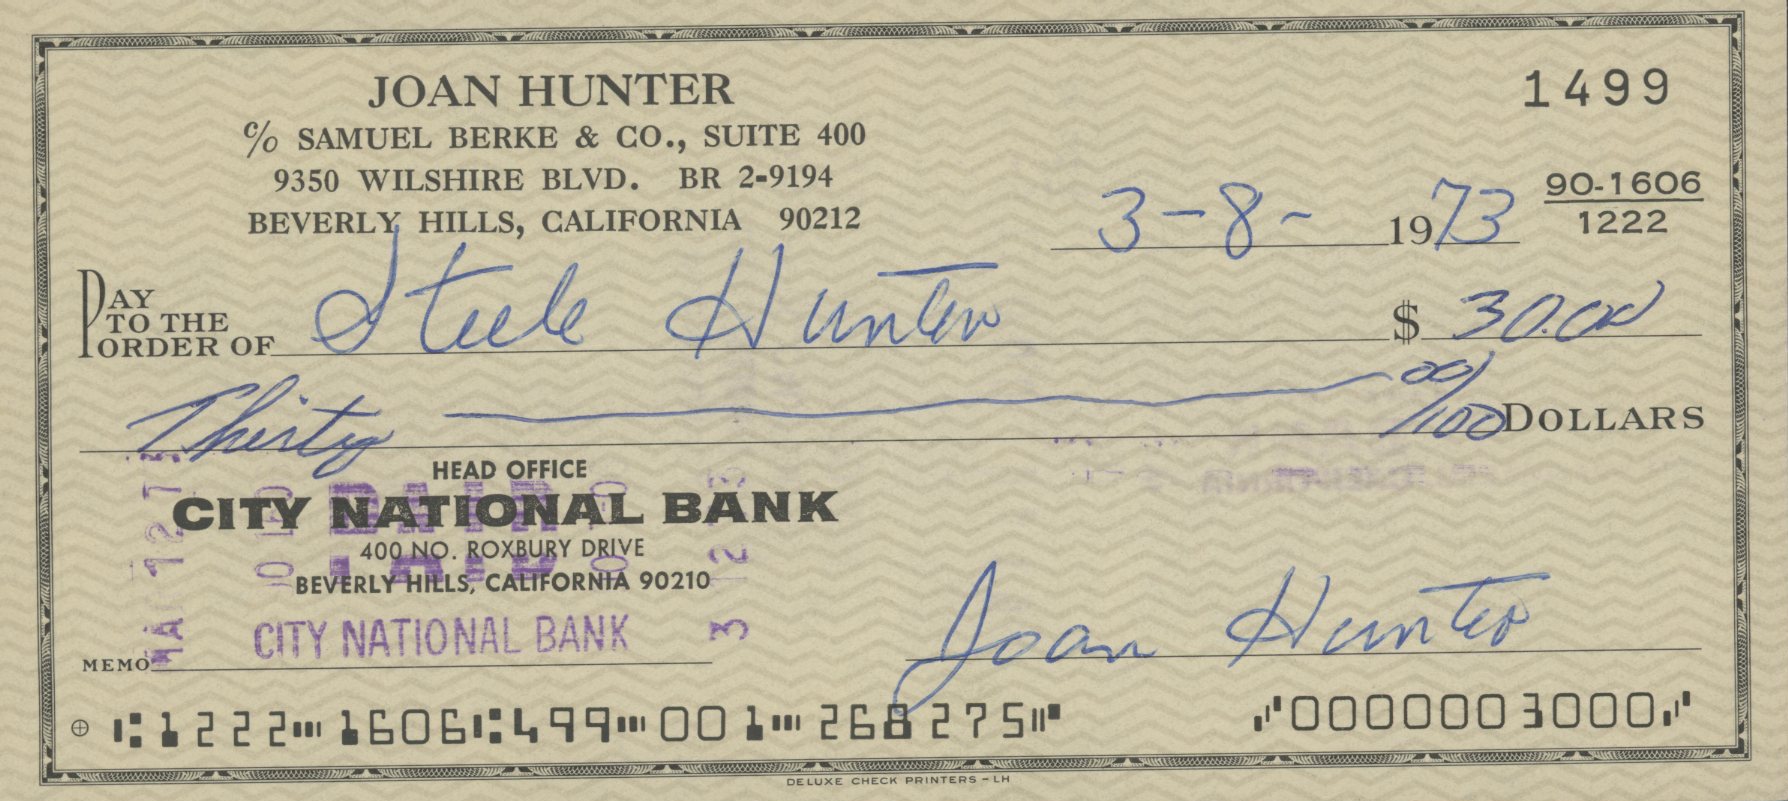 JOAN HUNTER
1499
℅ SAMUEL BERKE & CO., SUITE 400
9350 WILSHIRE BLVD. BR 2-9194
BEVERLY HILLS, CALIFORNIA 90212
3-8- 1973
90-1606
1222
PAY TO THE ORDER OF Steele Hunter $ 30.00
Thirty 00/100 DOLLARS
HEAD OFFICE
CITY NATIONAL BANK
400 NO. ROXBURY DRIVE
BEVERLY HILLS, CALIFORNIA 90210
PAID
CITY NATIONAL BANK
MEMO
Joan Hunter
⑆1222⑉1606⑆499⑉001⑉268275⑈
⑇0000003000⑇
DELUXE CHECK PRINTERS - LH